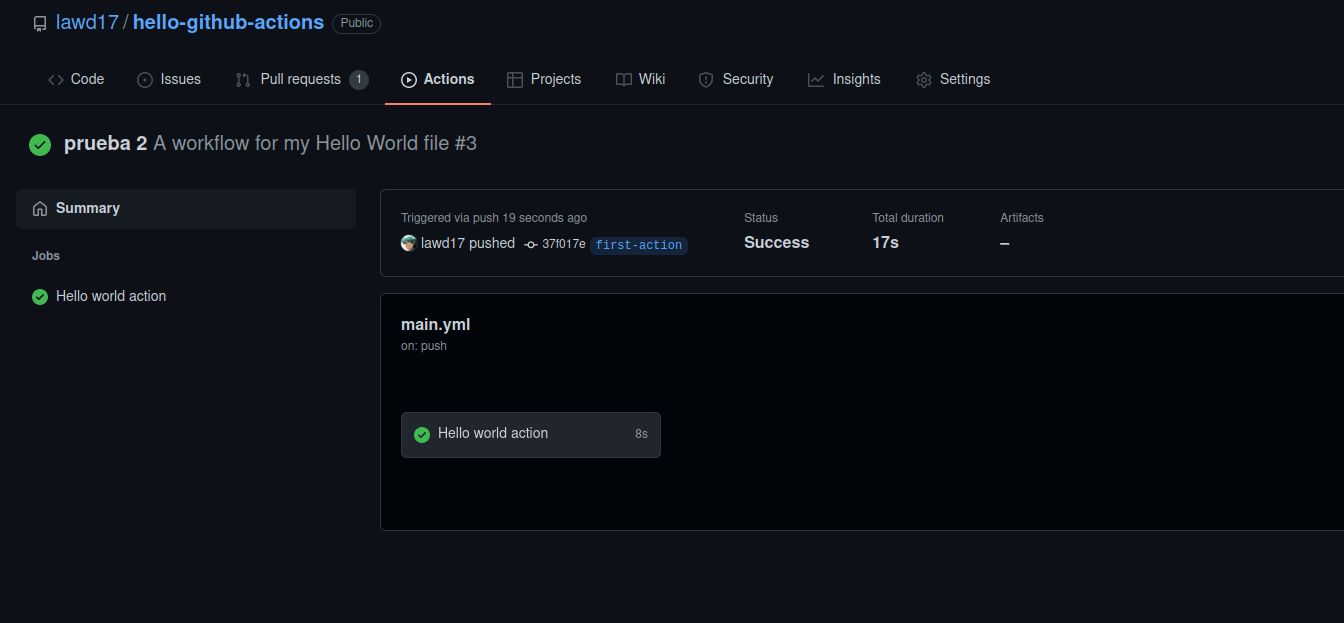 lawd17 / hello-github-actions Public
Code Issues Pull requests 1 Actions Projects Wiki Security Insights Settings
prueba 2 A workflow for my Hello World file #3
Summary
Jobs
Hello world action
Triggered via push 19 seconds ago
lawd17 pushed 37f017e first-action
Status
Success
Total duration
17s
Artifacts
–
main.yml
on: push
Hello world action 8s